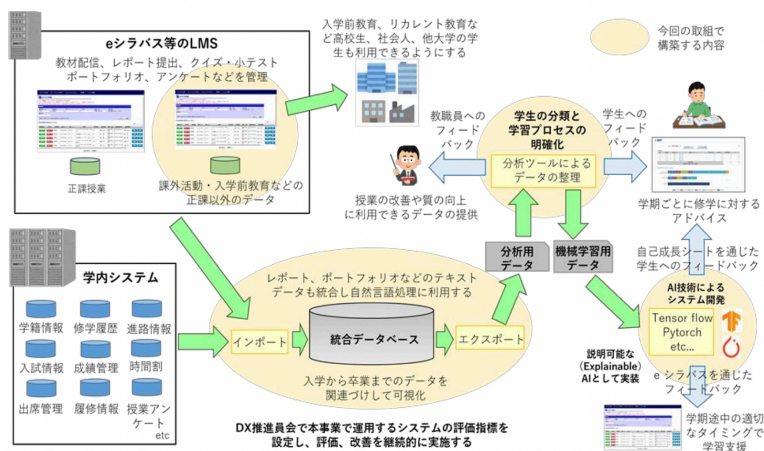 eシラバス等のLMS
教材配信、レポート提出、クイズ・小テスト
ポートフォリオ、アンケートなどを管理
正課授業
課外活動・入学前教育などの
正課以外のデータ
入学前教育、リカレント教育な
ど高校生、社会人、他大学の学
生も利用できるようにする
今回の取組で
構築する内容
教職員への
フィード
バック
学生の分類と
学習プロセスの
明確化
分析ツールによる
データの整理
学生への
フィード
バック
授業の改善や質の向上
に利用できるデータの提供
学期ごとに修学に対する
アドバイス
分析用
データ
機械学習用
データ
自己成長シートを通じた
学生へのフィードバック
学内システム
学籍情報
修学履歴
進路情報
入試情報
成績管理
時間割
出席管理
履修情報
授業アン
ケート
etc
レポート、ポートフォリオなどのテキスト
データも統合し自然言語処理に利用する
インポート
統合データベース
エクスポート
入学から卒業までのデータを
関連づけして可視化
AI技術による
システム開発
Tensor flow
Pytorch
etc...
説明可能な
（Explainable）
AIとして実装
e シラバスを通じた
フィードバック
学期途中の適切
なタイミングで
学習支援
DX推進員会で本事業で運用するシステムの評価指標を
設定し、評価、改善を継続的に実施する